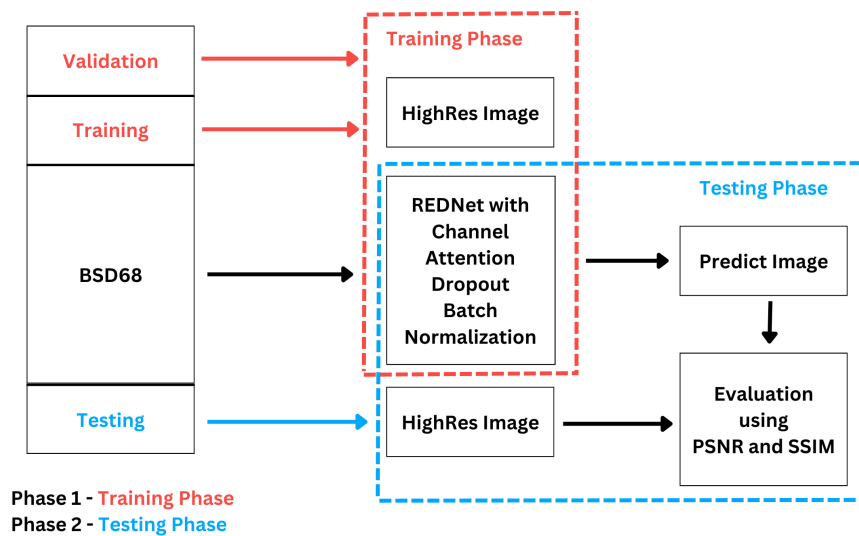 Validation
Training
BSD68
Testing
Training Phase
HighRes Image
REDNet with
Channel
Attention
Dropout
Batch
Normalization
HighRes Image
Testing Phase
Predict Image
Evaluation
using
PSNR and SSIM
Phase 1 - Training Phase
Phase 2 - Testing Phase